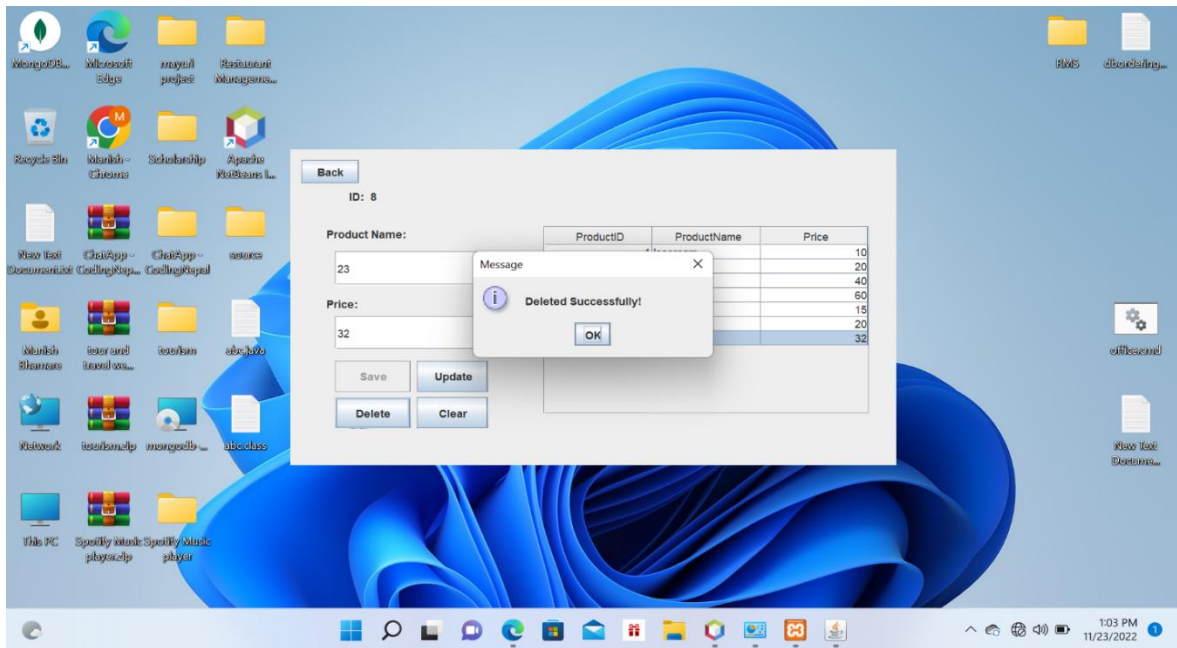 MongoDB...
Microsoft
Edge
mayuri
project
Restaurant
Manageme...
RMS
dbordering...
Recycle Bin
Manish -
Chrome
Scholarship
Apache
NetBeans I...
New Text
Document.txt
ChatApp -
CodingNep...
ChatApp -
CodingNepal
source
Manish
Bhamare
tour and
travel we...
tourism
abc.java
office.cmd
Network
tourism.zip
mongodb-...
abc.class
New Text
Docume...
This PC
Spotify Music
player.zip
Spotify Music
player
Back
ID: 8
Product Name:
23
Price:
32
Save
Update
Delete
Clear
ProductID ProductName Price
10
20
40
60
15
20
32
Message
Deleted Successfully!
OK
1:03 PM
11/23/2022
1